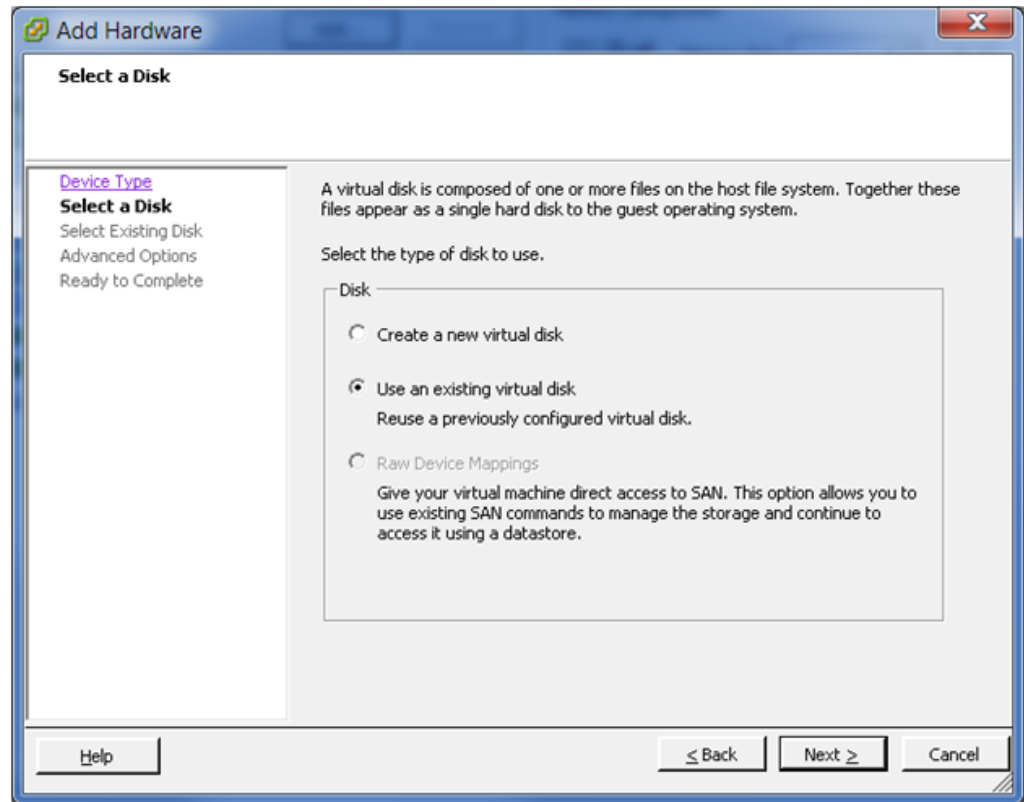 Add Hardware
Select a Disk
Device Type
Select a Disk
Select Existing Disk
Advanced Options
Ready to Complete
A virtual disk is composed of one or more files on the host file system. Together these
files appear as a single hard disk to the guest operating system.
Select the type of disk to use.
Disk
Create a new virtual disk
Use an existing virtual disk
Reuse a previously configured virtual disk.
Raw Device Mappings
Give your virtual machine direct access to SAN. This option allows you to
use existing SAN commands to manage the storage and continue to
access it using a datastore.
Help
< Back
Next >
Cancel